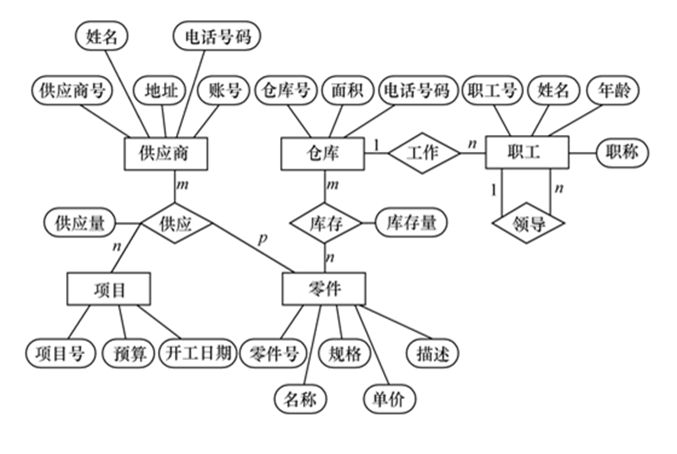 姓名
电话号码
供应商号
地址
账号
仓库号
面积
电话号码
职工号
姓名
年龄
供应商
仓库
1
工作
n
职工
职称
m
m
1
n
供应量
供应
库存
库存量
领导
n
p
n
项目
零件
项目号
预算
开工日期
零件号
规格
描述
名称
单价